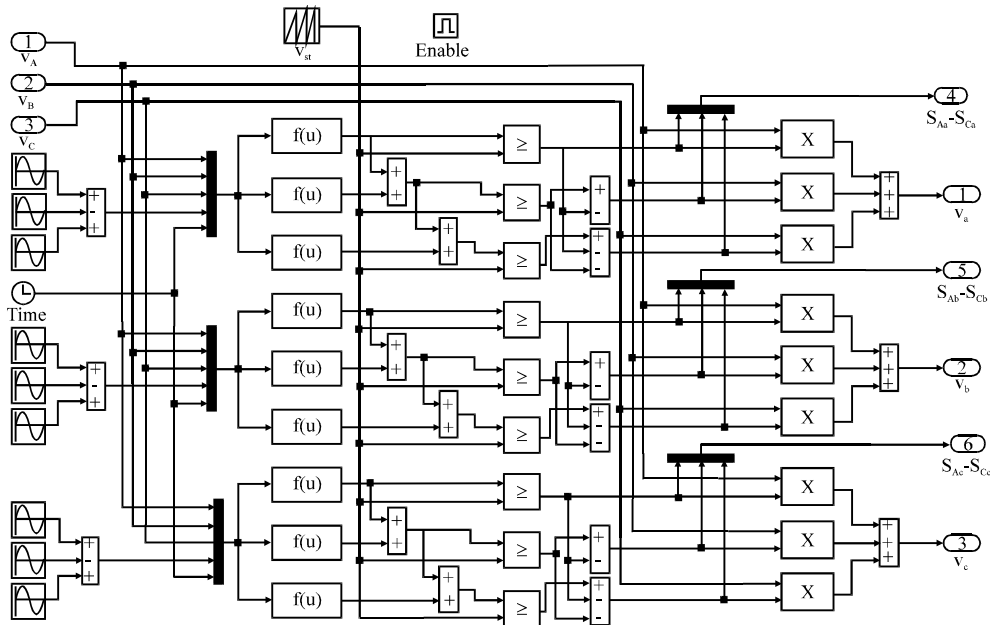 v_st
Enable
1
v_A
2
v_B
3
v_C
4
S_Aa-S_Ca
f(u)
≥
X
+
+
+
+
-
+
+
+
f(u)
≥
+
-
X
+
+
+
1
v_a
f(u)
+
+
≥
+
-
-
X
Time
5
S_Ab-S_Cb
f(u)
≥
X
+
+
+
+
-
+
+
+
f(u)
≥
+
-
X
+
+
+
2
v_b
f(u)
+
+
≥
+
-
-
X
6
S_Ac-S_Cc
f(u)
≥
X
+
+
+
+
-
+
+
+
f(u)
≥
+
-
X
+
+
+
3
v_c
f(u)
+
+
≥
+
-
-
X